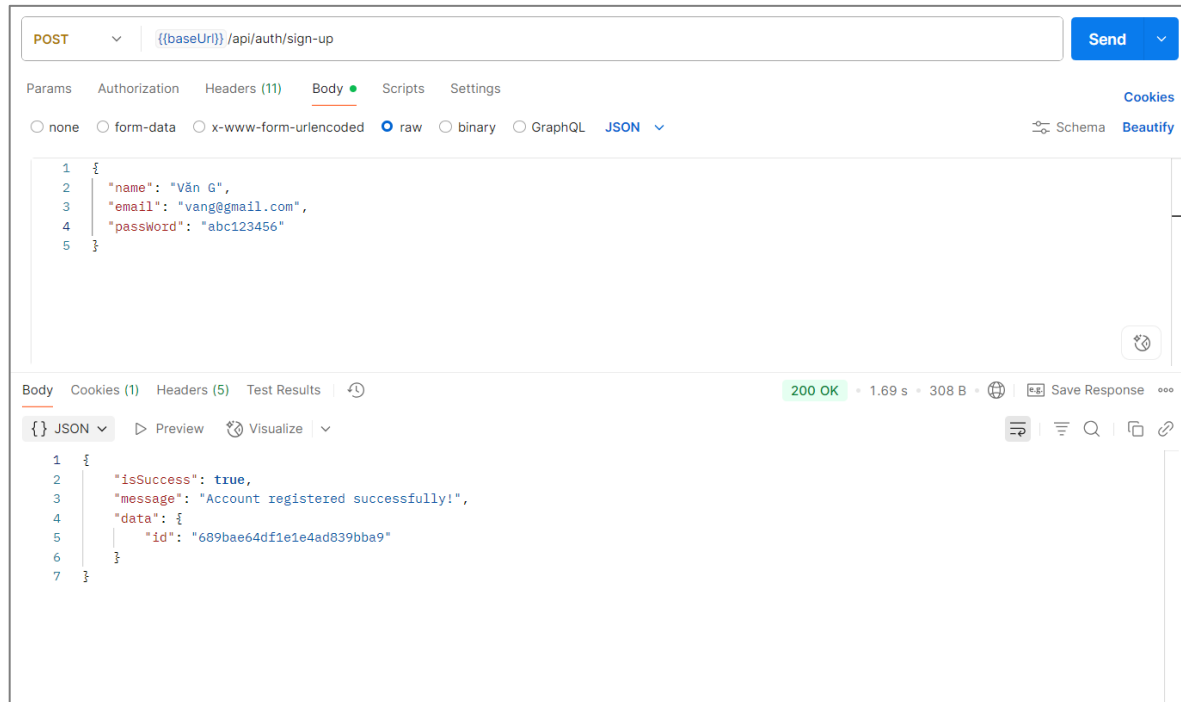 POST {{baseUrl}} /api/auth/sign-up Send
Params Authorization Headers (11) Body Scripts Settings Cookies
none form-data x-www-form-urlencoded raw binary GraphQL JSON Schema Beautify
1 {
2 "name": "Văn G",
3 "email": "vang@gmail.com",
4 "passWord": "abc123456"
5 }
Body Cookies (1) Headers (5) Test Results 200 OK • 1.69 s • 308 B • e.g. Save Response
{} JSON Preview Visualize
1 {
2 "isSuccess": true,
3 "message": "Account registered successfully!",
4 "data": {
5 "id": "689bae64df1e1e4ad839bba9"
6 }
7 }